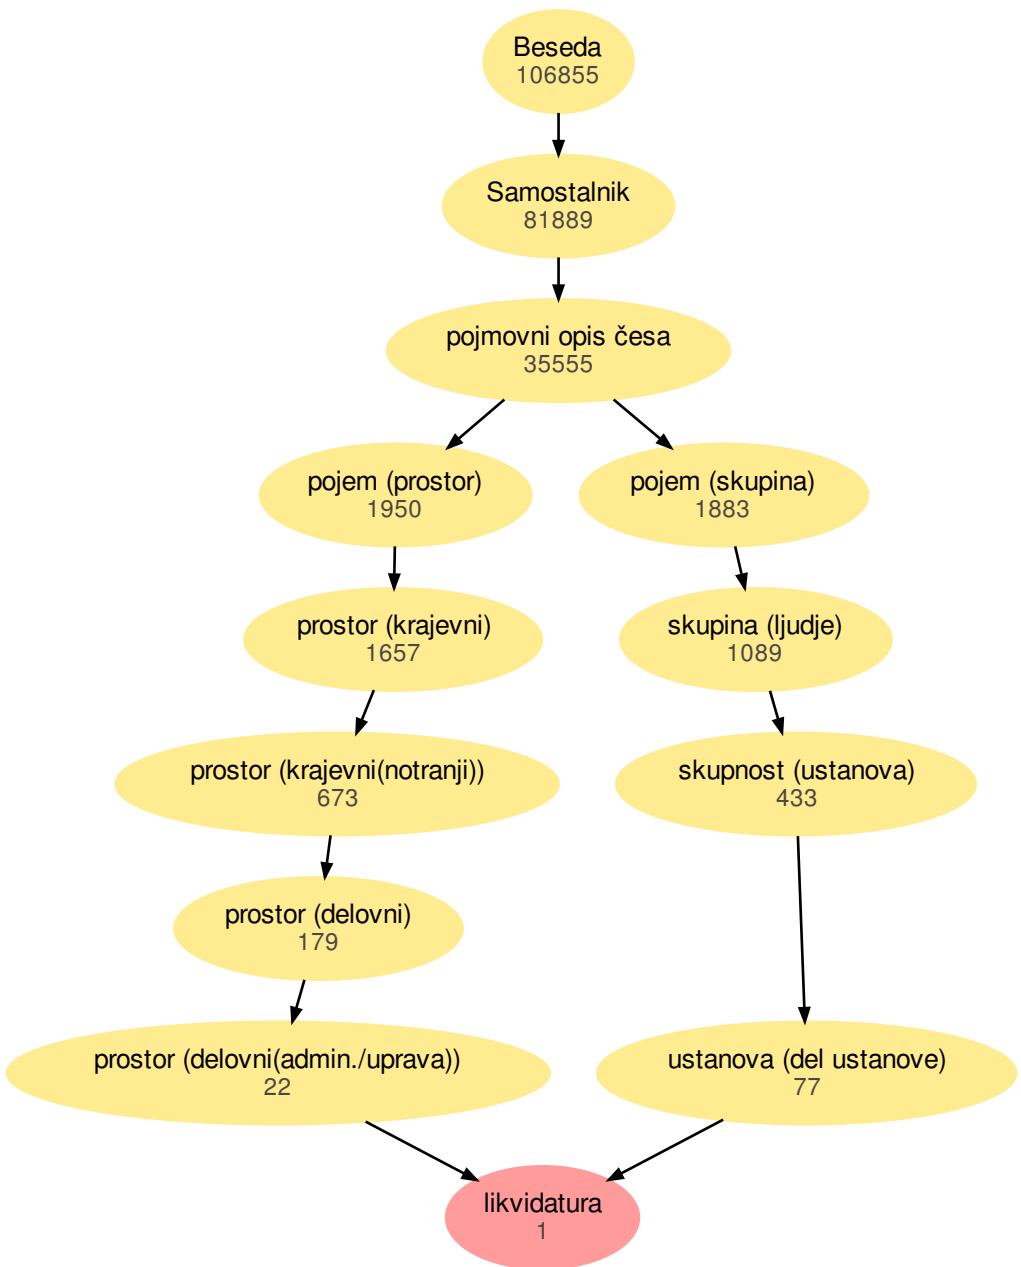 Beseda
106855
Samostalnik
81889
pojmovni opis česa
35555
pojem (prostor)
1950
pojem (skupina)
1883
prostor (krajevni)
1657
skupina (ljudje)
1089
prostor (krajevni(notranji))
673
skupnost (ustanova)
433
prostor (delovni)
179
prostor (delovni(admin./uprava))
22
ustanova (del ustanove)
77
likvidatura
1